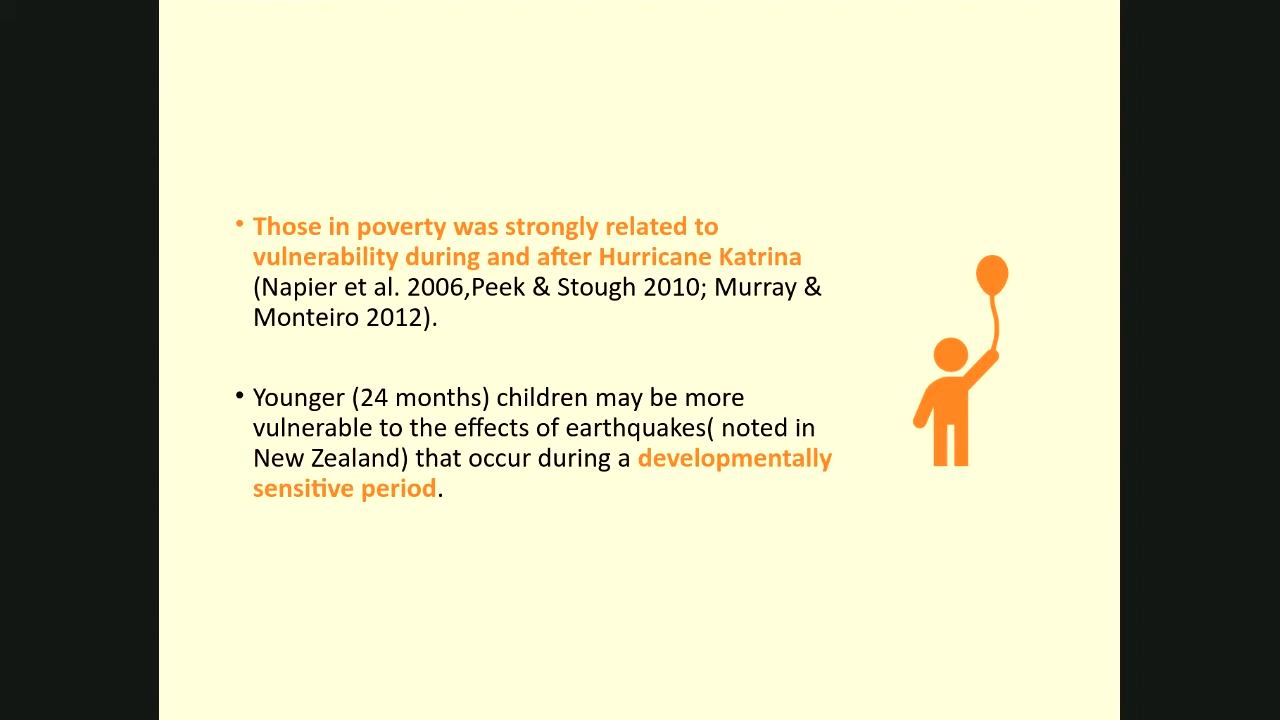 • Those in poverty was strongly related to
vulnerability during and after Hurricane Katrina
(Napier et al. 2006,Peek & Stough 2010; Murray &
Monteiro 2012).
• Younger (24 months) children may be more
vulnerable to the effects of earthquakes( noted in
New Zealand) that occur during a developmentally
sensitive period.